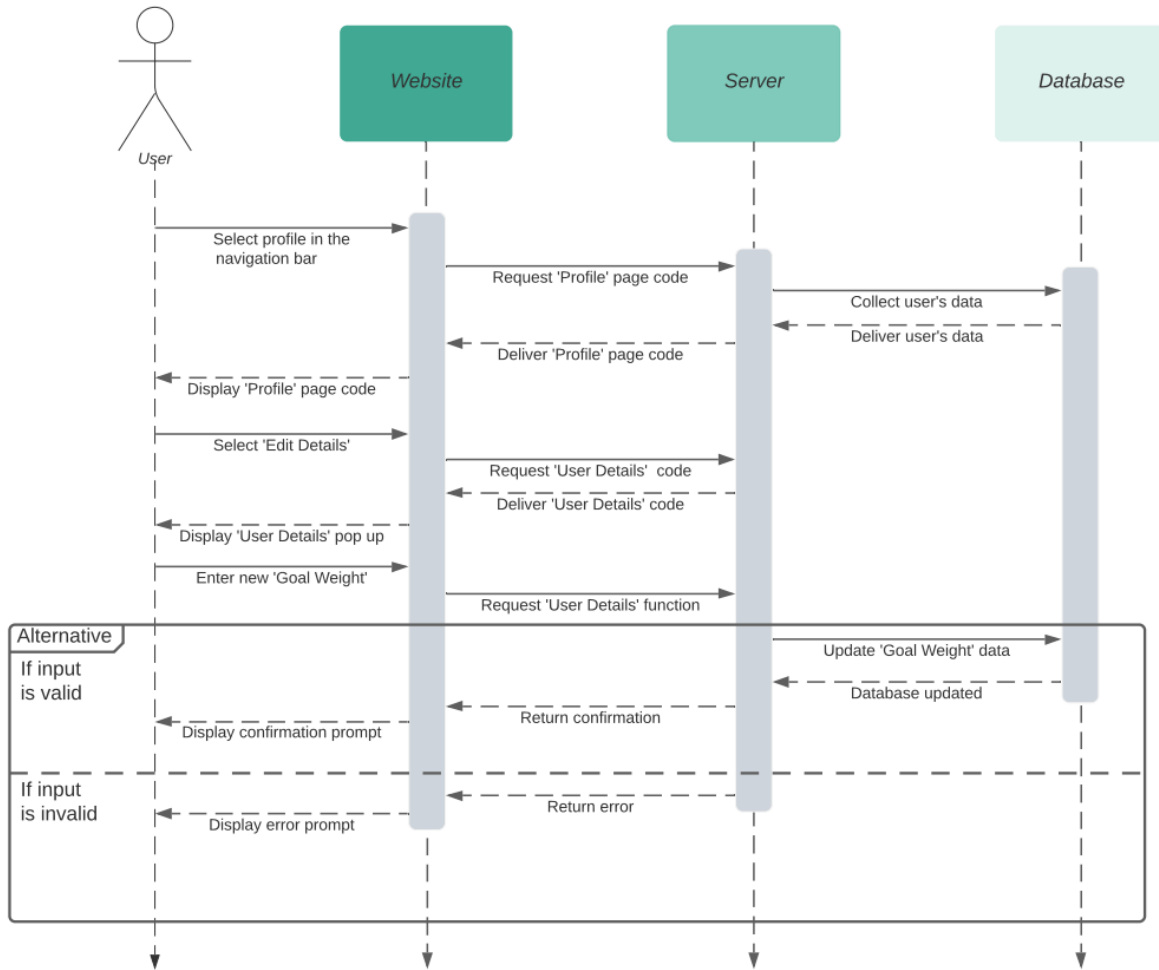 Website
Server
Database
User
Select profile in the
navigation bar
Request 'Profile' page code
Collect user's data
Deliver user's data
Deliver 'Profile' page code
Display 'Profile' page code
Select 'Edit Details'
Request 'User Details'  code
Deliver 'User Details' code
Display 'User Details' pop up
Enter new 'Goal Weight'
Request 'User Details' function
Alternative
If input
is valid
Update 'Goal Weight' data
Database updated
Return confirmation
Display confirmation prompt
If input
is invalid
Return error
Display error prompt